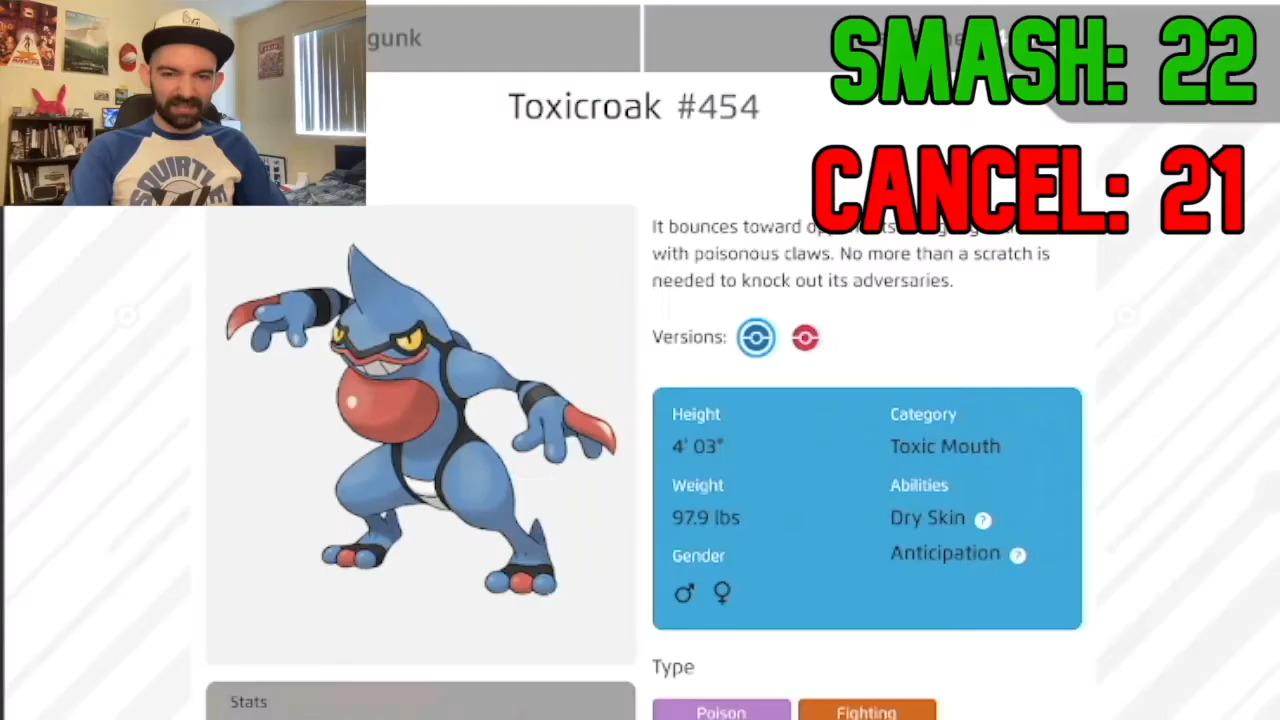 gunk
SMASH: 22
Toxicroak #454
CANCEL: 21
SQUIRTLE
It bounces toward
with poisonous claws. No more than a scratch is
needed to knock out its adversaries.
Versions:
Height
Category
4' 03"
Toxic Mouth
Weight
Abilities
97.9 lbs
Dry Skin ?
Gender
Anticipation ?
Type
Stats
Poison
Fighting